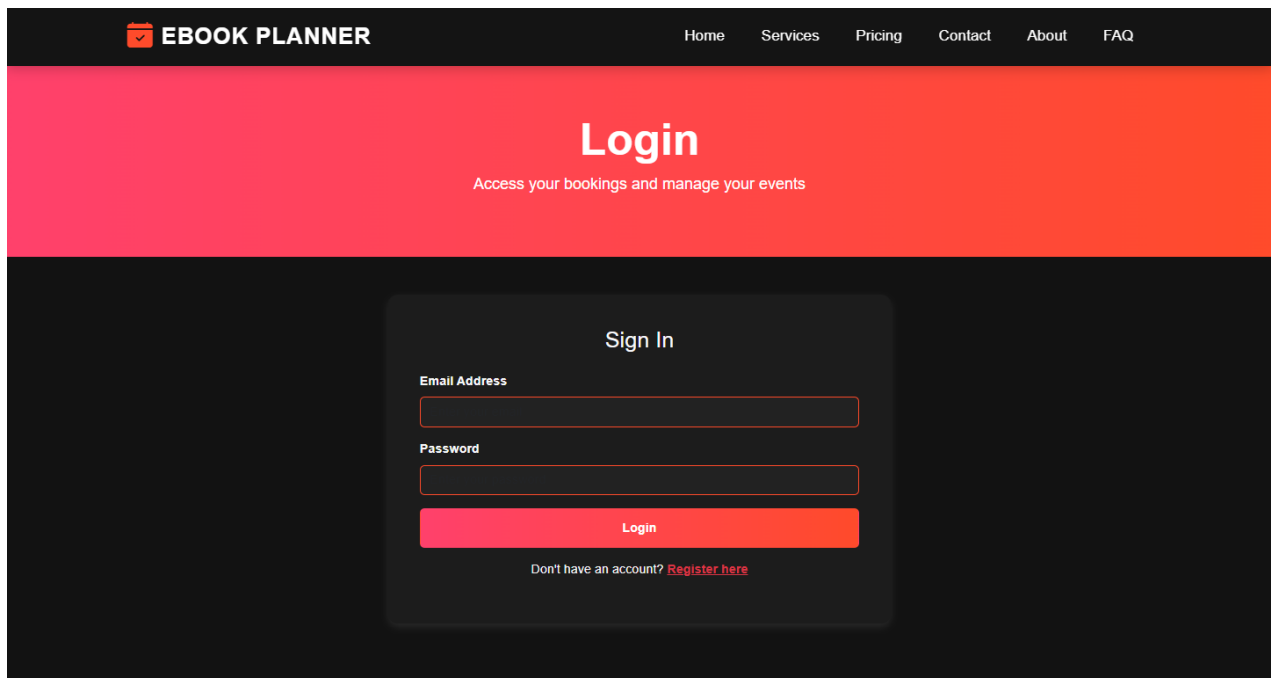 EBOOK PLANNER Home Services Pricing Contact About FAQ
Login
Access your bookings and manage your events
Sign In
Email Address
Password
Login
Don't have an account? Register here